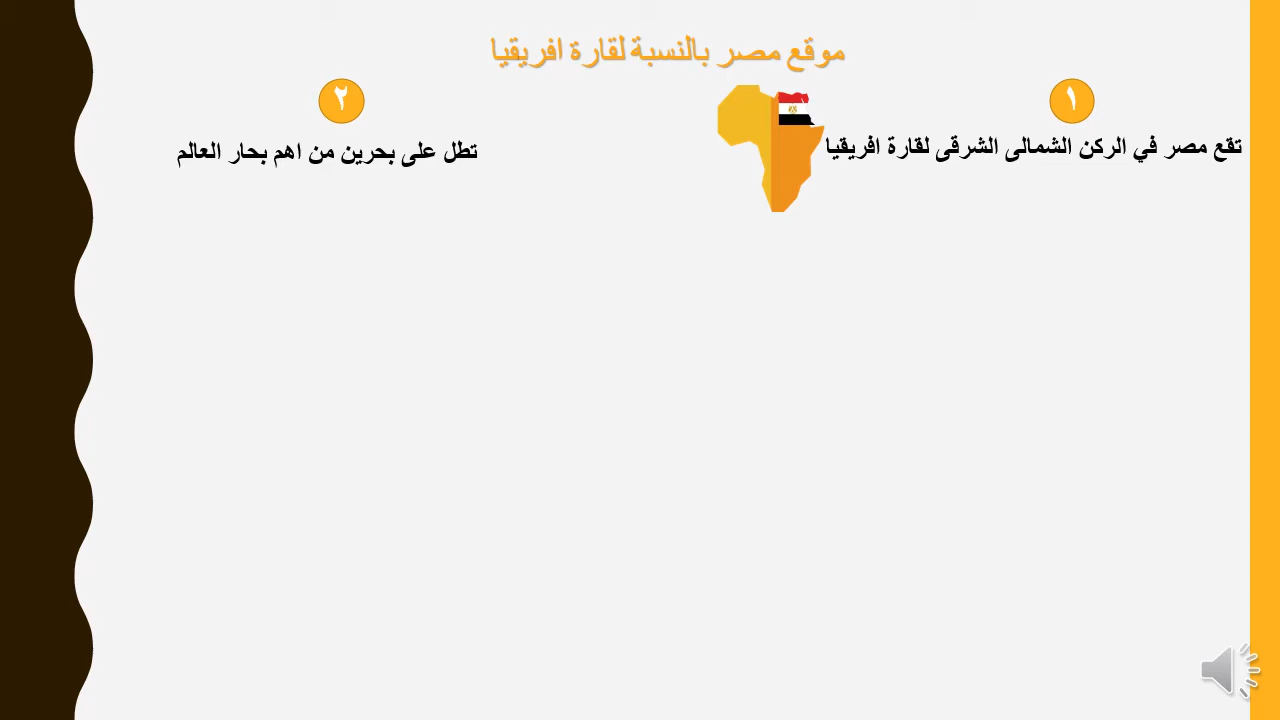 موقع مصر بالنسبة لقارة افريقيا
١
تقع مصر في الركن الشمالى الشرقى لقارة افريقيا
٢
تطل على بحرين من اهم بحار العالم